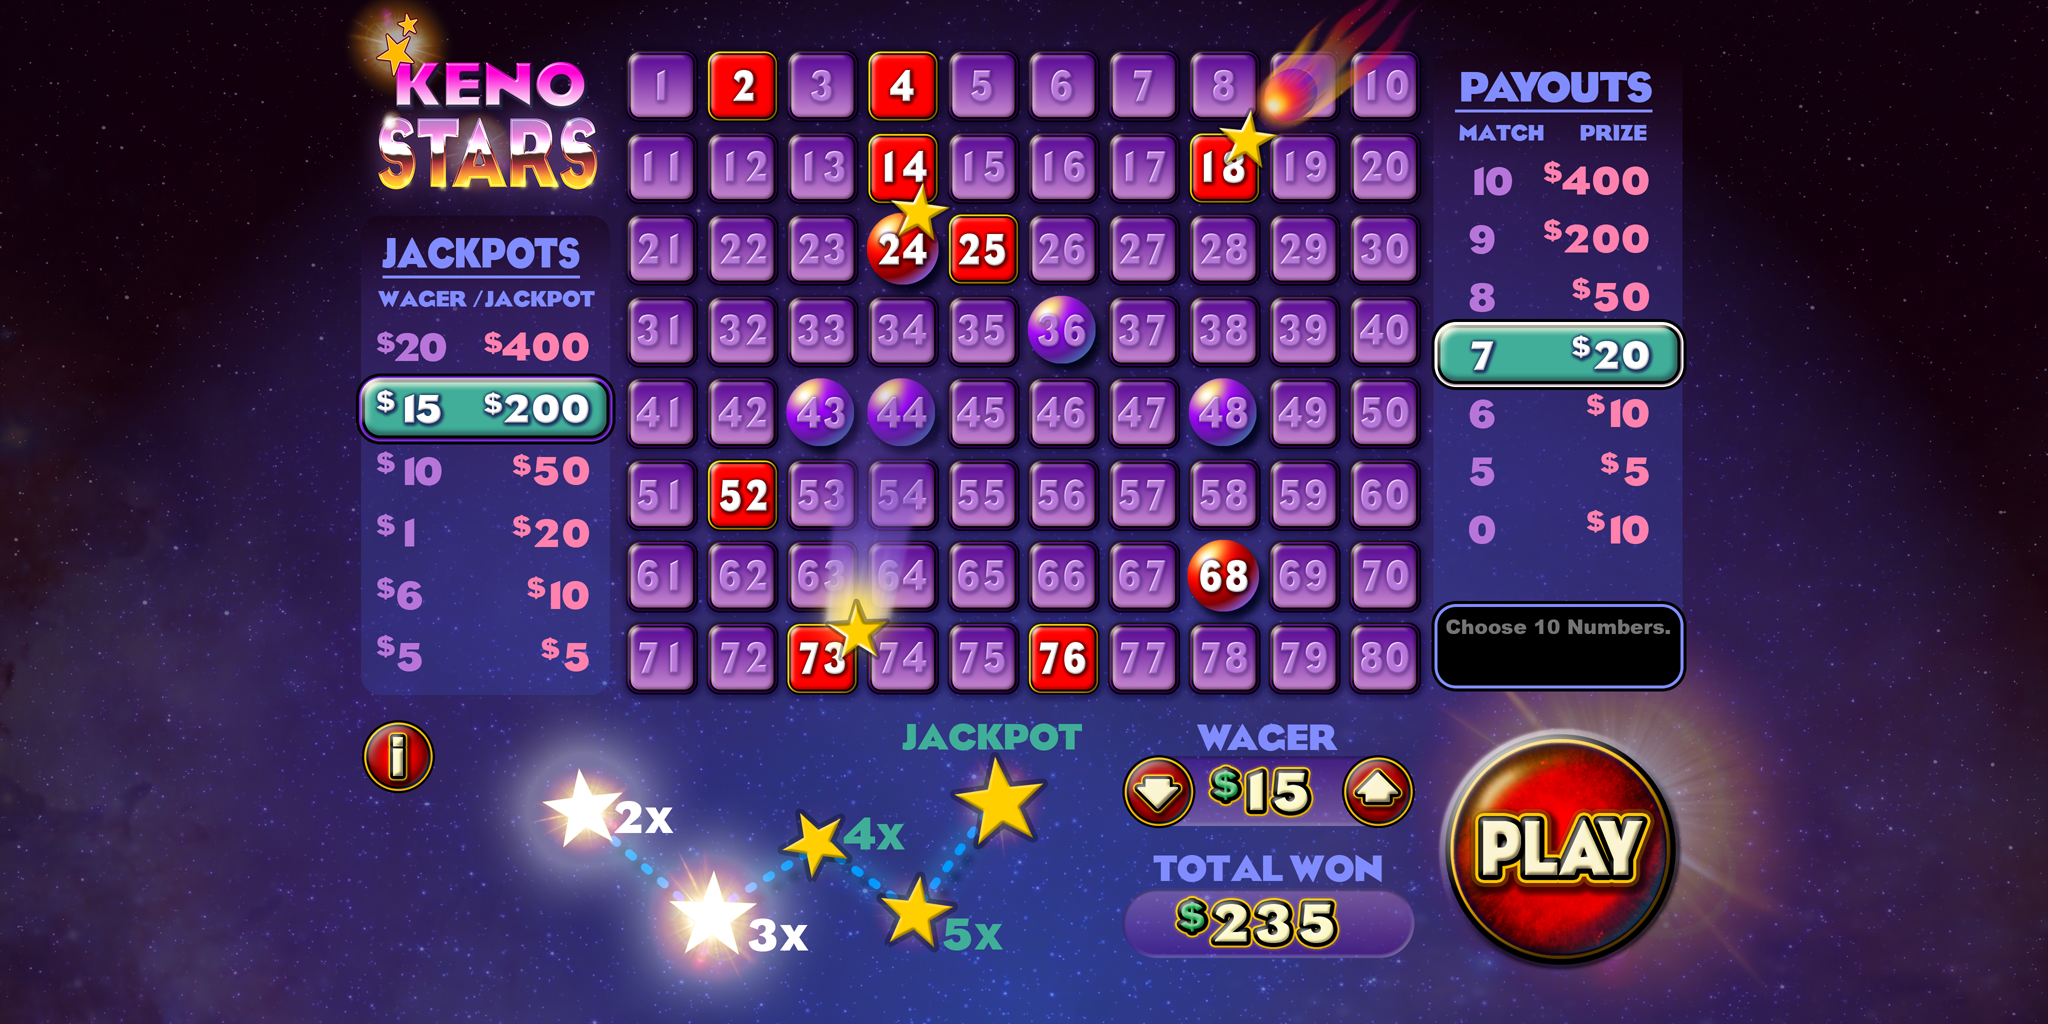 KENO
STARS
JACKPOTS
WAGER /JACKPOT
$20 $400
$15 $200
$10 $50
$1 $20
$6 $10
$5 $5
1 2 3 4 5 6 7 8 10
11 12 13 14 15 16 17 18 19 20
21 22 23 24 25 26 27 28 29 30
31 32 33 34 35 36 37 38 39 40
41 42 43 44 45 46 47 48 49 50
51 52 53 54 55 56 57 58 59 60
61 62 63 64 65 66 67 68 69 70
71 72 73 74 75 76 77 78 79 80
PAYOUTS
MATCH PRIZE
10 $400
9 $200
8 $50
7 $20
6 $10
5 $5
0 $10
Choose 10 Numbers.
i
2x
3x
4x
5x
JACKPOT
WAGER
$15
TOTAL WON
$235
PLAY